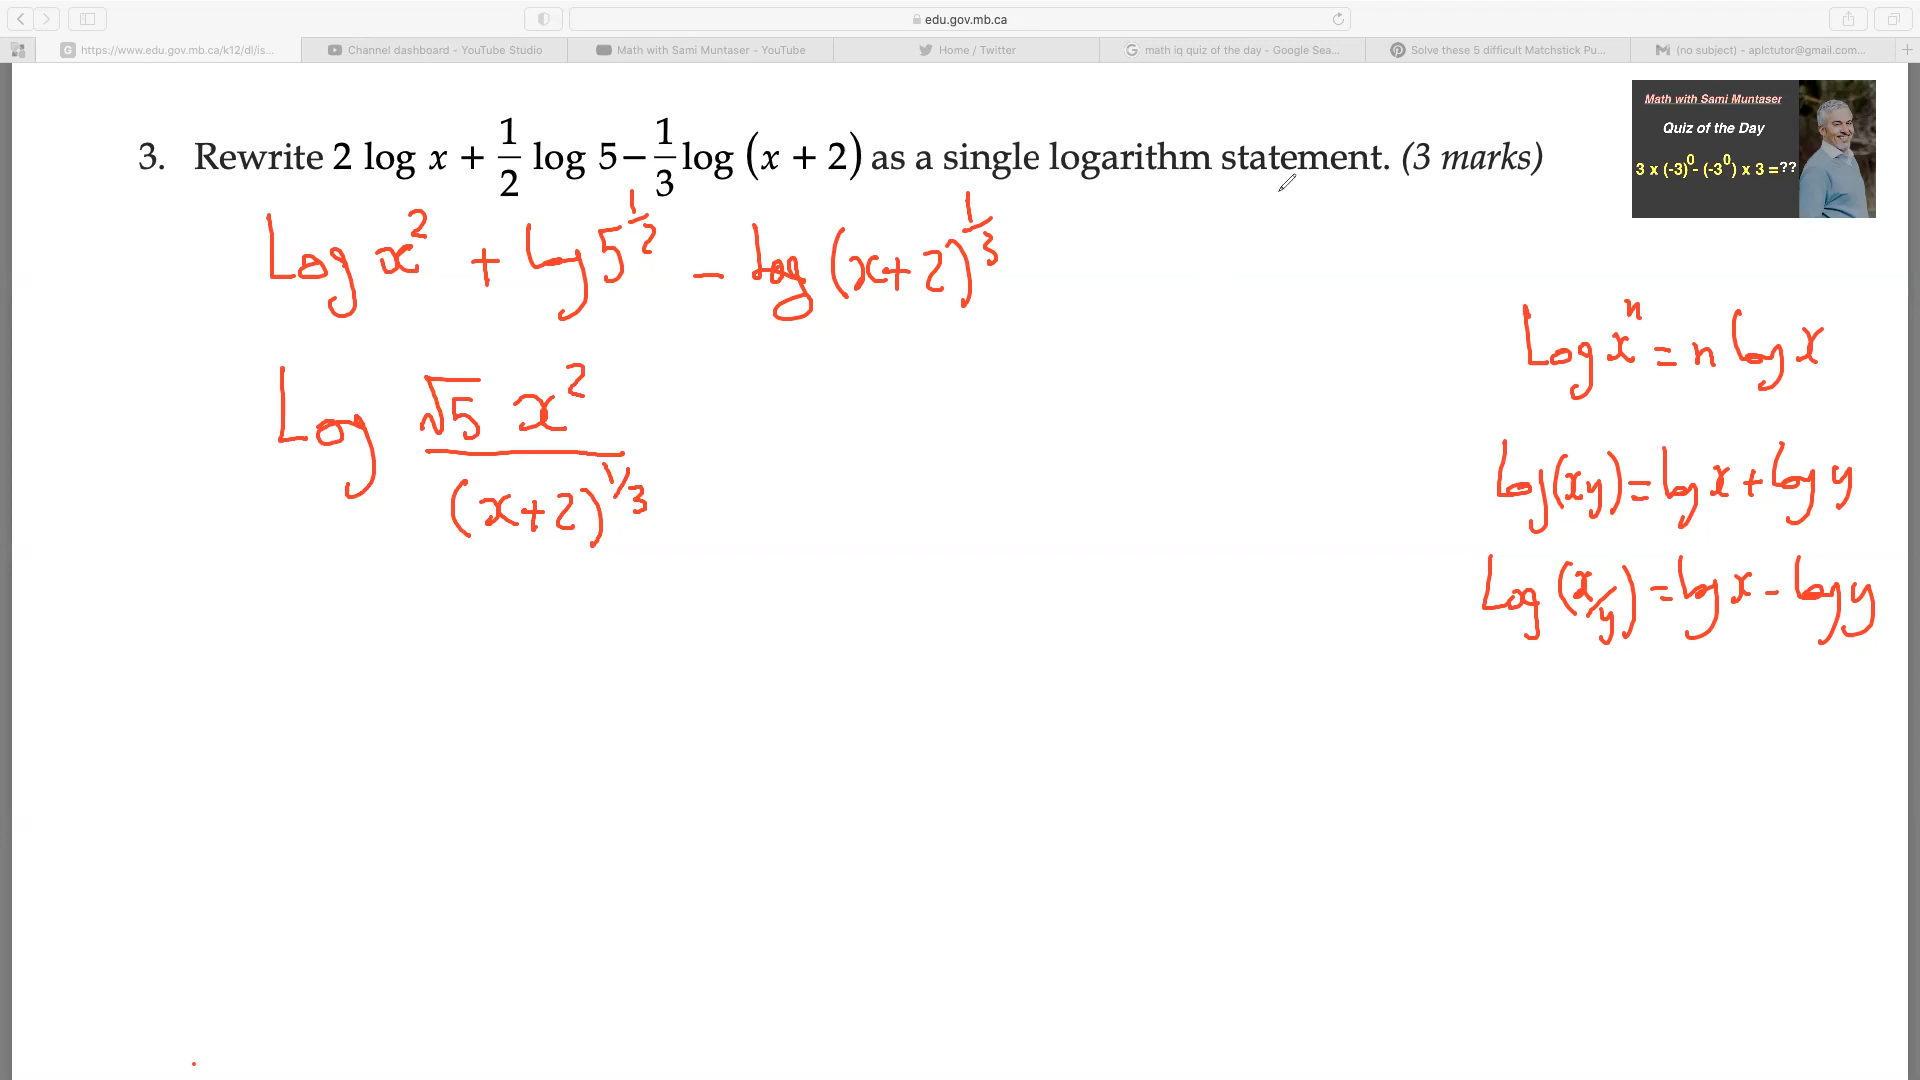 edu.gov.mb.ca
https://www.edu.gov.mb.ca/k12/dl/is... Channel dashboard - YouTube Studio Math with Sami Muntaser - YouTube Home / Twitter math iq quiz of the day - Google Sea... Solve these 5 difficult Matchstick Pu... (no subject) - aplctutor@gmail.com...
Math with Sami Muntaser
Quiz of the Day
3 x (-3)⁰ - (-3⁰) x 3 =??
3. Rewrite 2 log x + 1/2 log 5 − 1/3 log (x + 2) as a single logarithm statement. (3 marks)
Log x² + log 5^1/2 − log (x+2)^1/3
Log √5 x² / (x+2)^1/3
Log xⁿ = n log x
Log (xy) = log x + log y
Log (x/y) = log x − log y